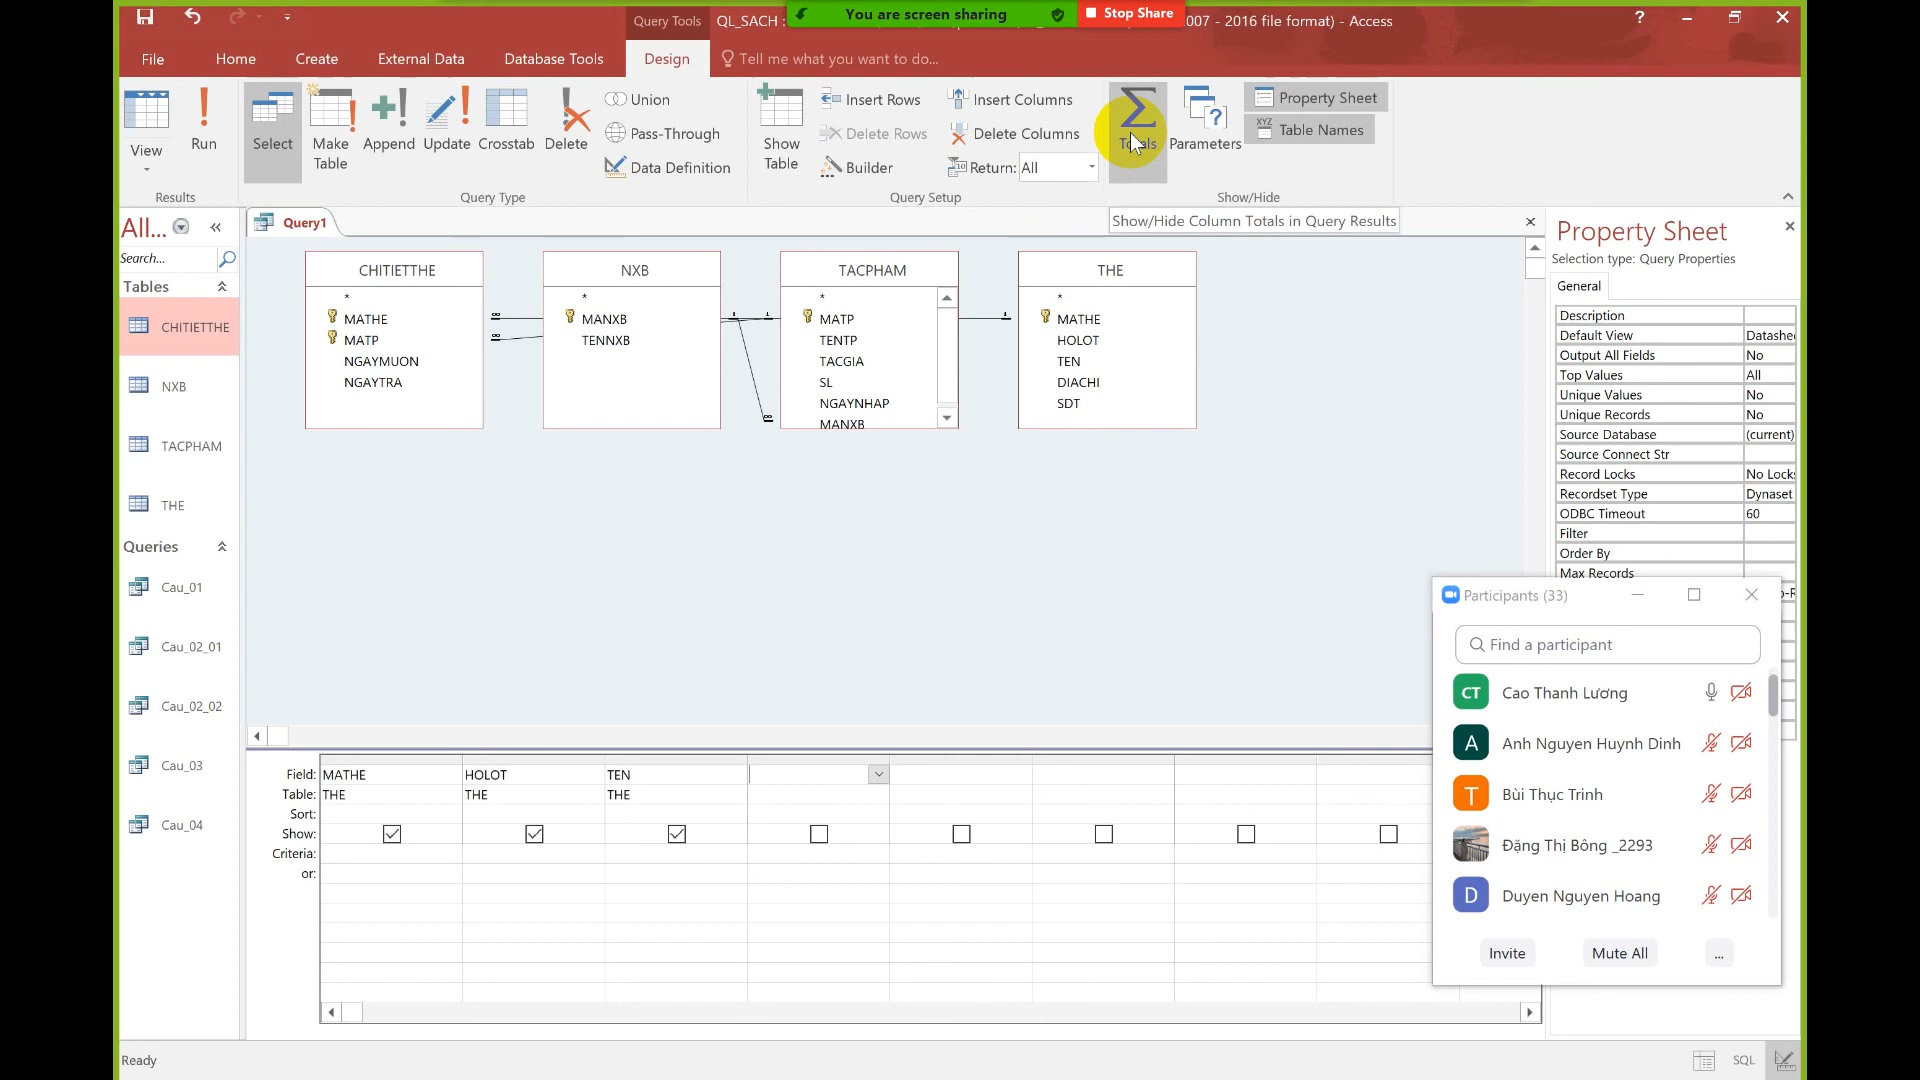 Query Tools
QL_SACH :
You are screen sharing
Stop Share
007 - 2016 file format) - Access
?
File
Home
Create
External Data
Database Tools
Design
Tell me what you want to do...
View
Run
Select
Make Table
Append
Update
Crosstab
Delete
Union
Pass-Through
Data Definition
Show Table
Insert Rows
Delete Rows
Builder
Insert Columns
Delete Columns
Return: All
Totals
Parameters
Property Sheet
Table Names
Results
Query Type
Query Setup
Show/Hide
Show/Hide Column Totals in Query Results
All...
Search...
Tables
CHITIETTHE
NXB
TACPHAM
THE
Queries
Cau_01
Cau_02_01
Cau_02_02
Cau_03
Cau_04
Query1
CHITIETTHE
*
MATHE
MATP
NGAYMUON
NGAYTRA
NXB
*
MANXB
TENNXB
TACPHAM
*
MATP
TENTP
TACGIA
SL
NGAYNHAP
MANXB
THE
*
MATHE
HOLOT
TEN
DIACHI
SDT
Field: MATHE HOLOT TEN
Table: THE THE THE
Sort:
Show:
Criteria:
or:
Property Sheet
Selection type: Query Properties
General
Description
Default View Datashe
Output All Fields No
Top Values All
Unique Values No
Unique Records No
Source Database (current)
Source Connect Str
Record Locks No Locks
Recordset Type Dynaset
ODBC Timeout 60
Filter
Order By
Max Records
Participants (33)
Find a participant
CT Cao Thanh Lương
A Anh Nguyen Huynh Dinh
T Bùi Thục Trinh
Đặng Thị Bông _2293
D Duyen Nguyen Hoang
Invite
Mute All
...
Ready
SQL